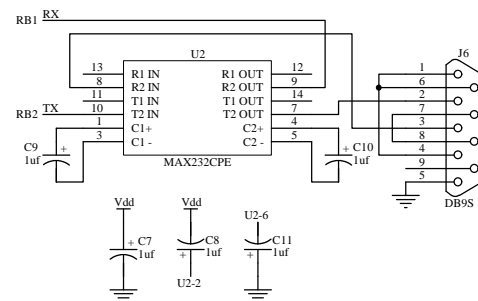 RB1 RX
U2
J6
13 R1 IN R1 OUT 12
8 R2 IN R2 OUT 9
11 T1 IN T1 OUT 14
RB2 TX 10 T2 IN T2 OUT 7
1 C1+ C2+ 4
3 C1 - C2 - 5
MAX232CPE
C9 +
1uf
+ C10
1uf
1
6
2
7
3
8
4
9
5
DB9S
Vdd Vdd U2-6
+ C7
1uf
C8
+ 1uf
C11
+ 1uf
U2-2